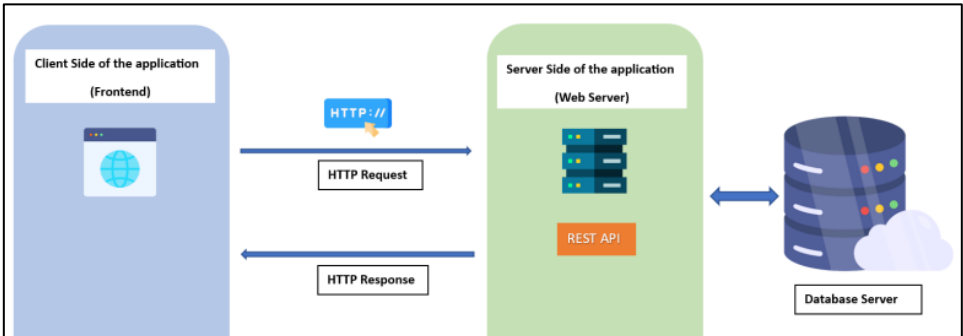 Client Side of the application
(Frontend)
HTTP://
HTTP Request
HTTP Response
Server Side of the application
(Web Server)
REST API
Database Server